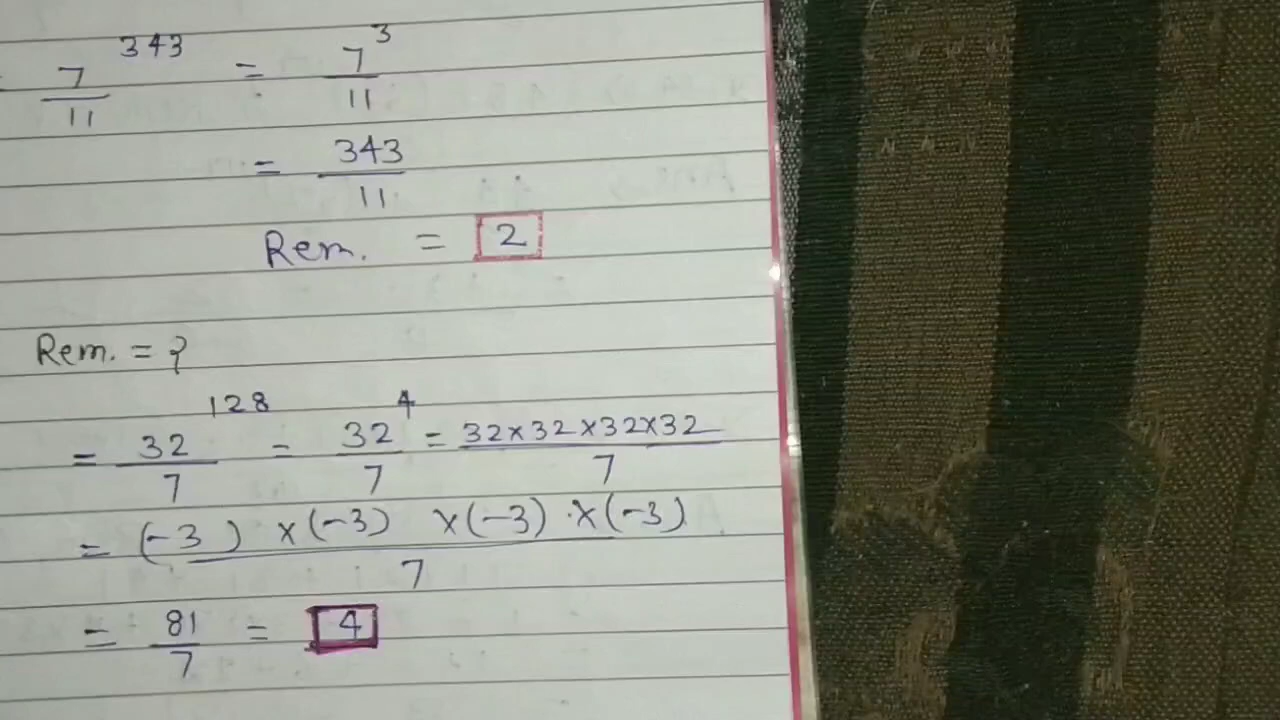 7^343/11 = 7^3/11
= 343/11
Rem. = 2
Rem. = ?
= 32^128/7 = 32^4/7 = 32×32×32×32/7
= (-3) ×(-3) ×(-3) ×(-3)/7
= 81/7 = 4